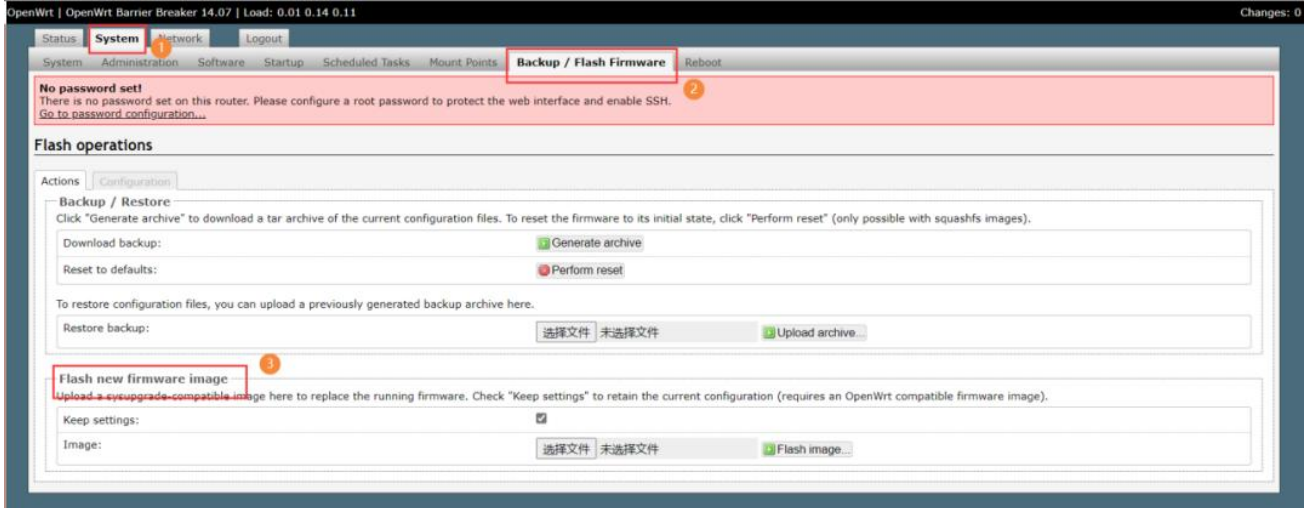 OpenWrt | OpenWrt Barrier Breaker 14.07 | Load: 0.01 0.14 0.11 Changes: 0
Status System Network Logout
1
System Administration Software Startup Scheduled Tasks Mount Points Backup / Flash Firmware Reboot
2
No password set!
There is no password set on this router. Please configure a root password to protect the web interface and enable SSH.
Go to password configuration...
Flash operations
Actions Configuration
Backup / Restore
Click "Generate archive" to download a tar archive of the current configuration files. To reset the firmware to its initial state, click "Perform reset" (only possible with squashfs images).
Download backup: Generate archive
Reset to defaults: Perform reset
To restore configuration files, you can upload a previously generated backup archive here.
Restore backup: 选择文件 未选择文件 Upload archive...
3
Flash new firmware image
Upload a sysupgrade-compatible image here to replace the running firmware. Check "Keep settings" to retain the current configuration (requires an OpenWrt compatible firmware image).
Keep settings:
Image: 选择文件 未选择文件 Flash image...